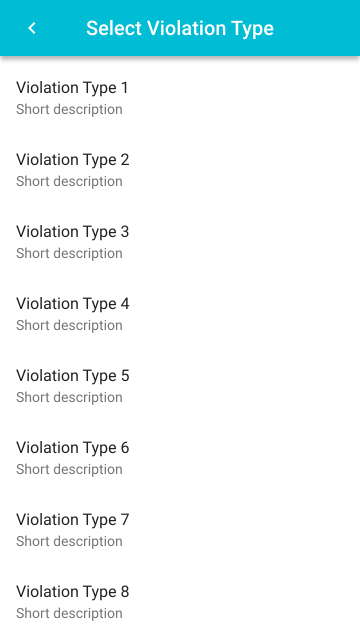 Select Violation Type
Violation Type 1
Short description
Violation Type 2
Short description
Violation Type 3
Short description
Violation Type 4
Short description
Violation Type 5
Short description
Violation Type 6
Short description
Violation Type 7
Short description
Violation Type 8
Short description